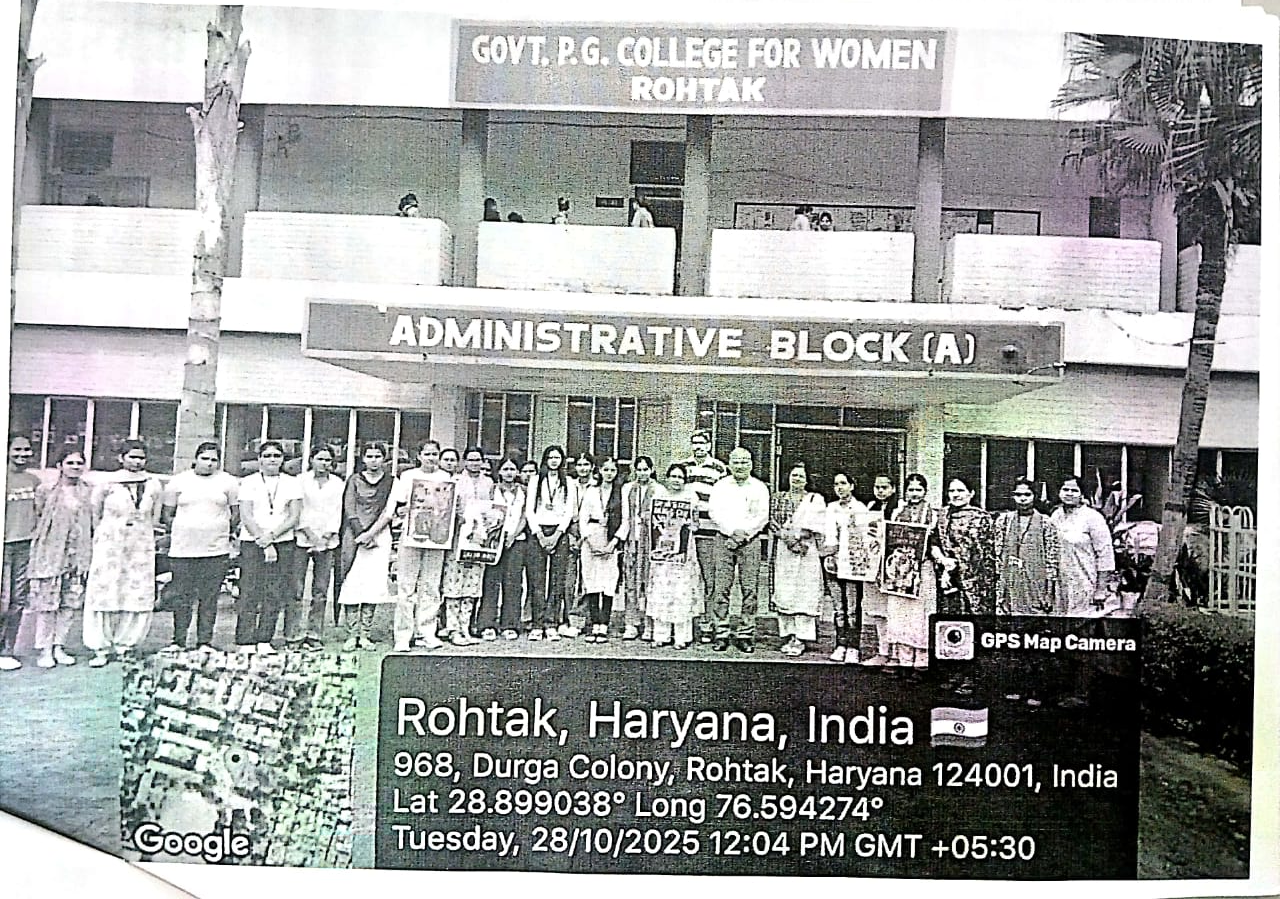 GOVT. P.G. COLLEGE FOR WOMEN
ROHTAK
ADMINISTRATIVE BLOCK (A)
GPS Map Camera
Rohtak, Haryana, India
968, Durga Colony, Rohtak, Haryana 124001, India
Lat 28.899038° Long 76.594274°
Tuesday, 28/10/2025 12:04 PM GMT +05:30
Google